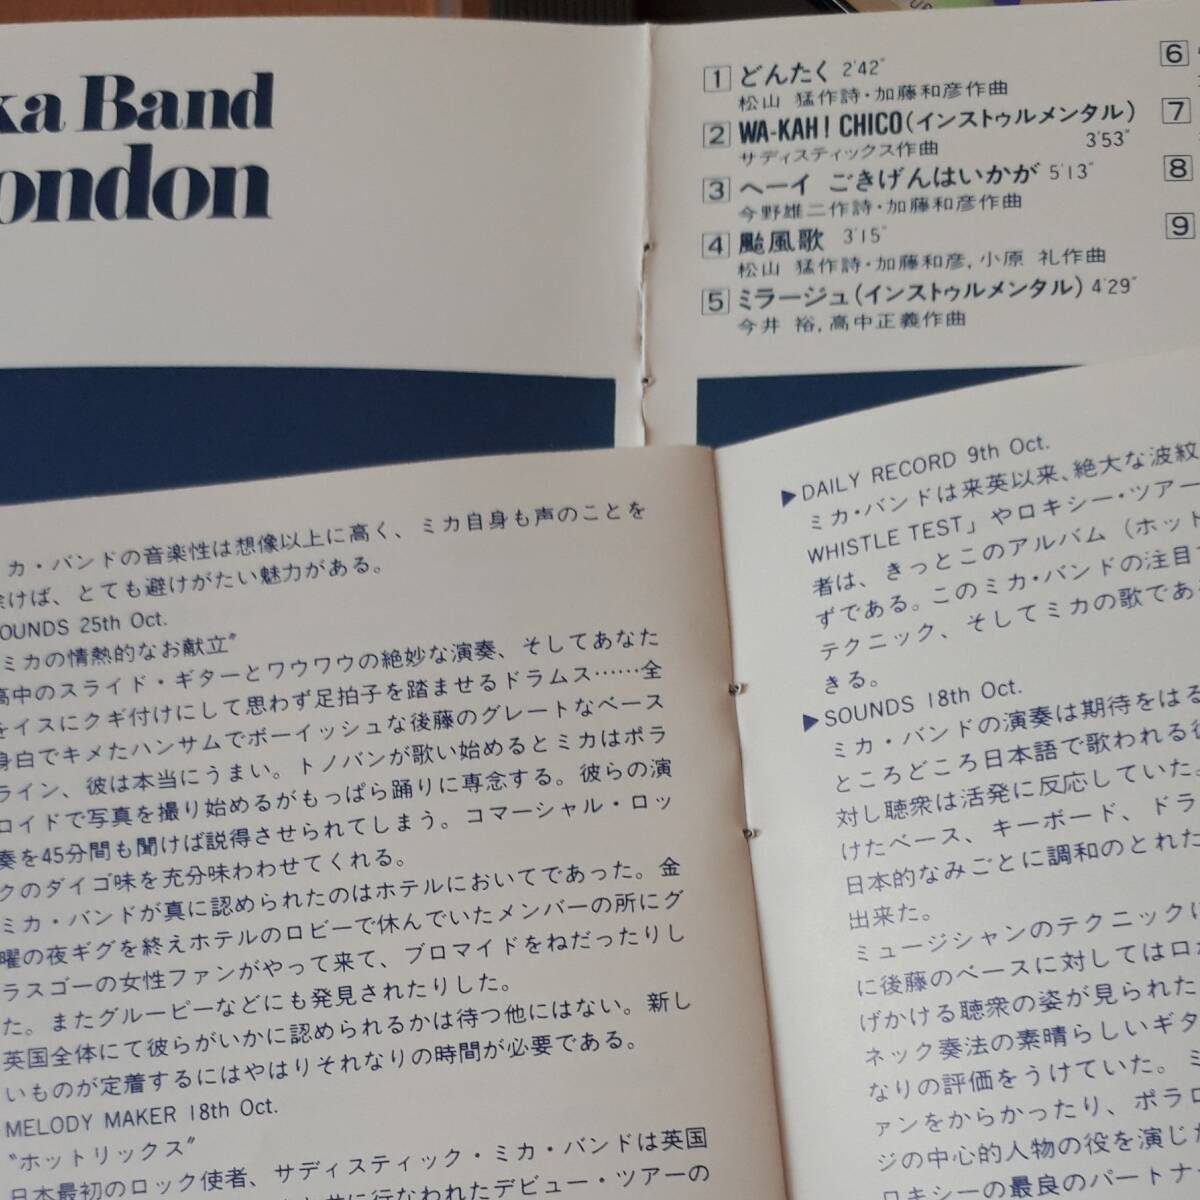 ka Band
ondon
1 どんたく 2'42"
松山 猛作詩・加藤和彦作曲
2 WA-KAH! CHICO(インストゥルメンタル)
サディスティックス作曲 3'53"
3 ヘーイ ごきげんはいかが 5'13"
今野雄二作詩・加藤和彦作曲
4 颱風歌 3'15"
松山 猛作詩・加藤和彦,小原 礼作曲
5 ミラージュ(インストゥルメンタル) 4'29"
今井 裕,高中正義作曲
6
7
8
9
カ・バンドの音楽性は想像以上に高く、ミカ自身も声のことを
けば、とても避けがたい魅力がある。
OUNDS 25th Oct.
ミカの情熱的なお献立"
高中のスライド・ギターとワウワウの絶妙な演奏、そしてあなた
をイスにクギ付けにして思わず足拍子を踏ませるドラムス……全
身白でキメたハンサムでボーイッシュな後藤のグレートなベース
ライン、彼は本当にうまい。トノバンが歌い始めるとミカはポラ
ロイドで写真を撮り始めるがもっぱら踊りに専念する。彼らの演
奏を45分間も聞けば説得させられてしまう。コマーシャル・ロッ
クのダイゴ味を充分味わわせてくれる。
ミカ・バンドが真に認められたのはホテルにおいてであった。金
曜の夜ギグを終えホテルのロビーで休んでいたメンバーの所にグ
ラスゴーの女性ファンがやって来て、ブロマイドをねだったりし
た。またグルーピーなどにも発見されたりした。
英国全体にて彼らがいかに認められるかは待つ他にはない。新し
いものが定着するにはやはりそれなりの時間が必要である。
MELODY MAKER 18th Oct.
"ホットリックス"
日本最初のロック使者、サディスティック・ミカ・バンドは英国
に行なわれたデビュー・ツアーの
▶DAILY RECORD 9th Oct.
ミカ・バンドは来英以来、絶大な波紋
WHISTLE TEST」やロキシー・ツアー
者は、きっとこのアルバム（ホット
ずである。このミカ・バンドの注目
テクニック、そしてミカの歌であ
きる。
▶SOUNDS 18th Oct.
ミカ・バンドの演奏は期待をはる
ところどころ日本語で歌われる
対し聴衆は活発に反応していた。
けたベース、キーボード、ドラ
日本的なみごとに調和のとれた
出来た。
ミュージシャンのテクニックに
に後藤のベースに対してはロ
げかける聴衆の姿が見られた
ネック奏法の素晴らしいギタ
なりの評価をうけていた。ミ
ァンをからかったり、ポラロ
ジの中心的人物の役を演じた
ロキシーの最良のパートナ